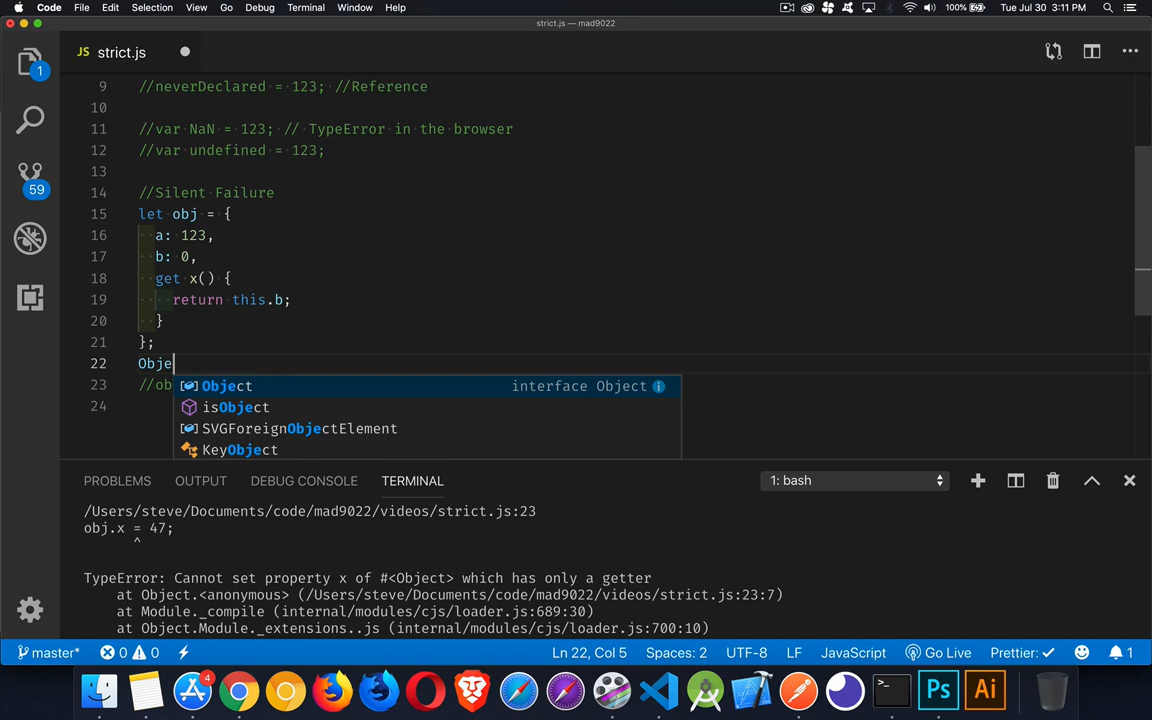 Code File Edit Selection View Go Debug Terminal Window Help 100% Tue Jul 30 3:11 PM
strict.js — mad9022
JS strict.js
1
59
9 //neverDeclared = 123; //Reference
10
11 //var NaN = 123; // TypeError in the browser
12 //var undefined = 123;
13
14 //Silent Failure
15 let obj = {
16 a: 123,
17 b: 0,
18 get x() {
19 return this.b;
20 }
21 };
22 Obje
23 //ob
24
Object interface Object
isObject
SVGForeignObjectElement
KeyObject
PROBLEMS OUTPUT DEBUG CONSOLE TERMINAL 1: bash
/Users/steve/Documents/code/mad9022/videos/strict.js:23
obj.x = 47;
^
TypeError: Cannot set property x of #<Object> which has only a getter
at Object.<anonymous> (/Users/steve/Documents/code/mad9022/videos/strict.js:23:7)
at Module._compile (internal/modules/cjs/loader.js:689:30)
at Object.Module._extensions..js (internal/modules/cjs/loader.js:700:10)
master* 0 0 Ln 22, Col 5 Spaces: 2 UTF-8 LF JavaScript Go Live Prettier: ✓ 1
4
>_
Ps
Ai